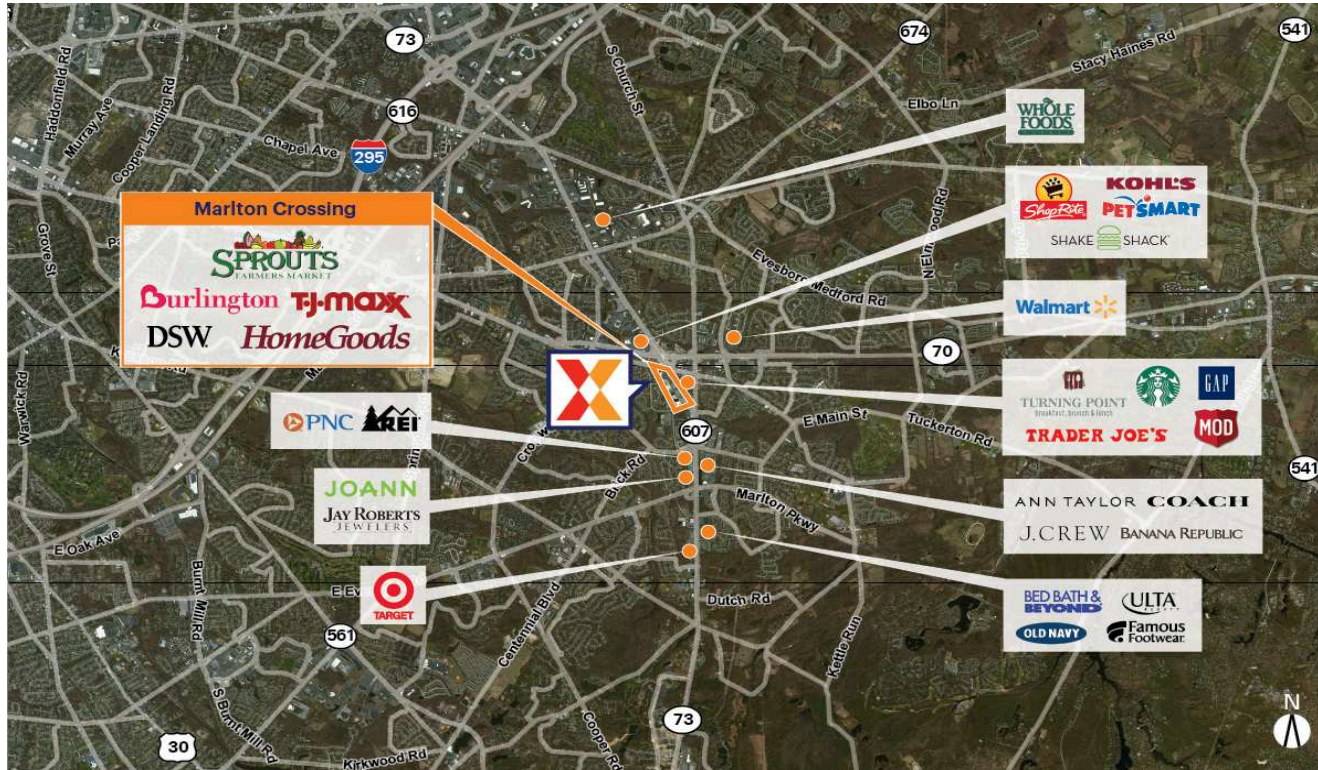 73
674
541
S Church St
Stacy Haines Rd
Haddonfield Rd
Murray Ave
Cooper Landing Rd
616
Elbo Ln
WHOLE
FOODS
Chapel Ave
295
N Elmwood Rd
ShopRite
KOHL'S
PETSMART
SHAKE SHACK
Marlton Crossing
SPROUTS
FARMERS MARKET
Burlington
T.J.maxx
DSW
HomeGoods
Grove St
Evesboro Medford Rd
Walmart
70
Warwick Rd
TURNING POINT
breakfast, brunch & lunch
GAP
TRADER JOE'S
MOD
PNC
REI
607
E Main St
Tuckerton Rd
Brick Rd
541
JOANN
JAY ROBERTS
JEWELERS
Marlton Pkwy
ANN TAYLOR
COACH
J.CREW
BANANA REPUBLIC
E Oak Ave
Burnt Mill Rd
TARGET
561
Centennial Blvd
Dutch Rd
Kettle Run
BED BATH &
BEYOND
ULTA
BEAUTY
OLD NAVY
Famous
Footwear
S Burnt Mill Rd
30
Kirkwood Rd
Cooper Rd
73
N